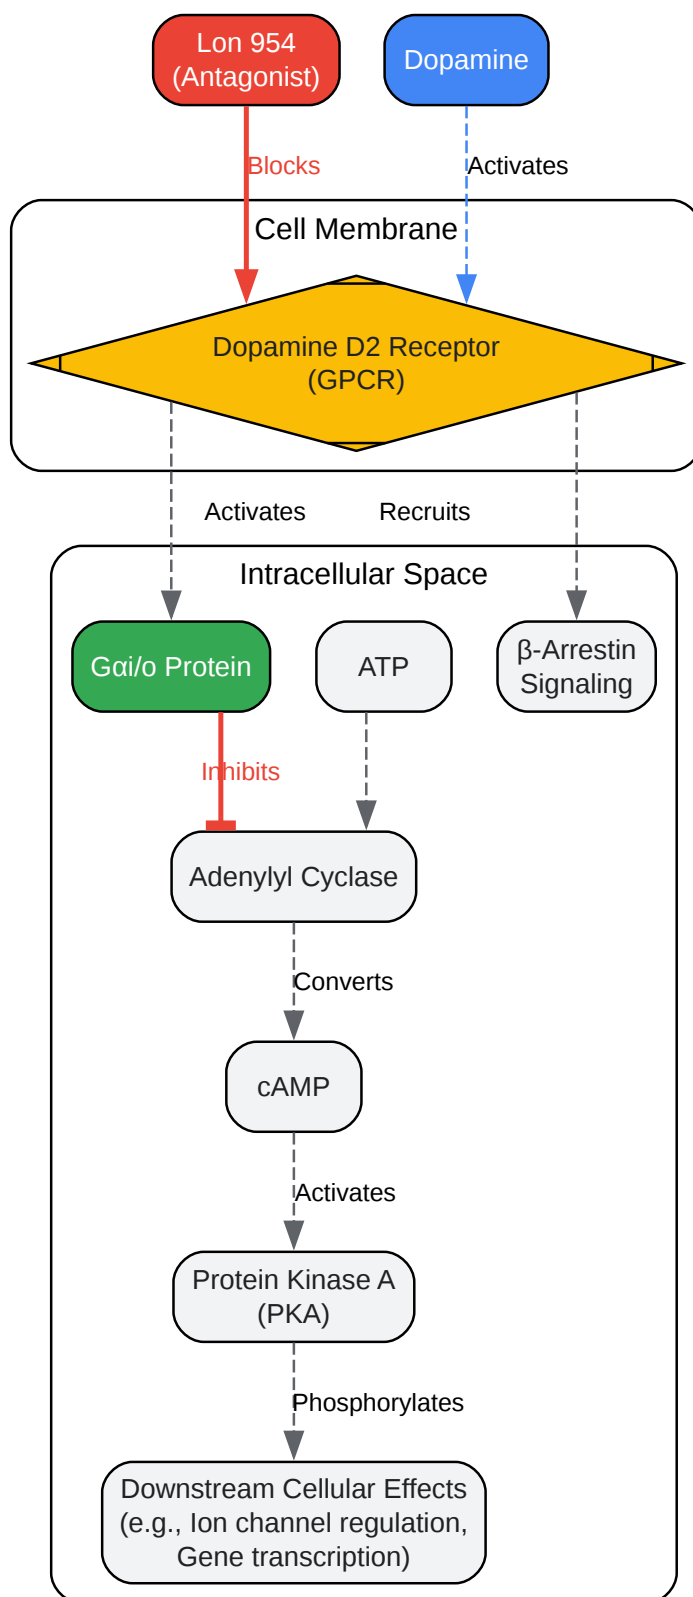 Lon 954
(Antagonist)
Dopamine
Blocks
Activates
Cell Membrane
Dopamine D2 Receptor
(GPCR)
Activates
Recruits
Intracellular Space
Gαi/o Protein
ATP
β-Arrestin
Signaling
Inhibits
Adenylyl Cyclase
Converts
cAMP
Activates
Protein Kinase A
(PKA)
Phosphorylates
Downstream Cellular Effects
(e.g., Ion channel regulation,
Gene transcription)